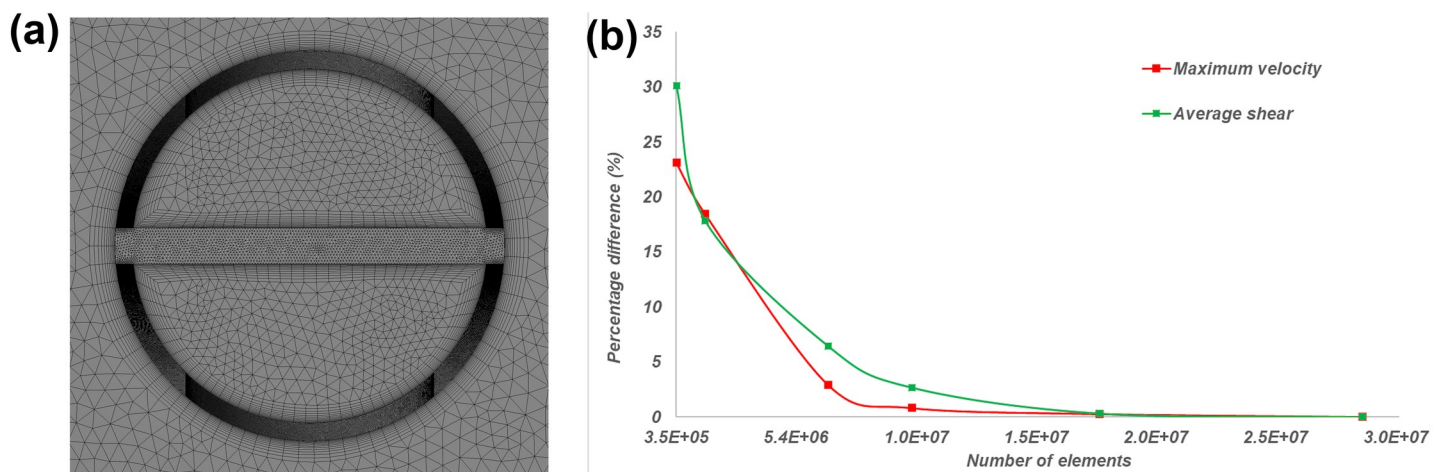 (a)
(b)
35
30
25
20
15
10
5
0
Percentage difference (%)
Maximum velocity
Average shear
3.5E+05 5.4E+06 1.0E+07 1.5E+07 2.0E+07 2.5E+07 3.0E+07
Number of elements